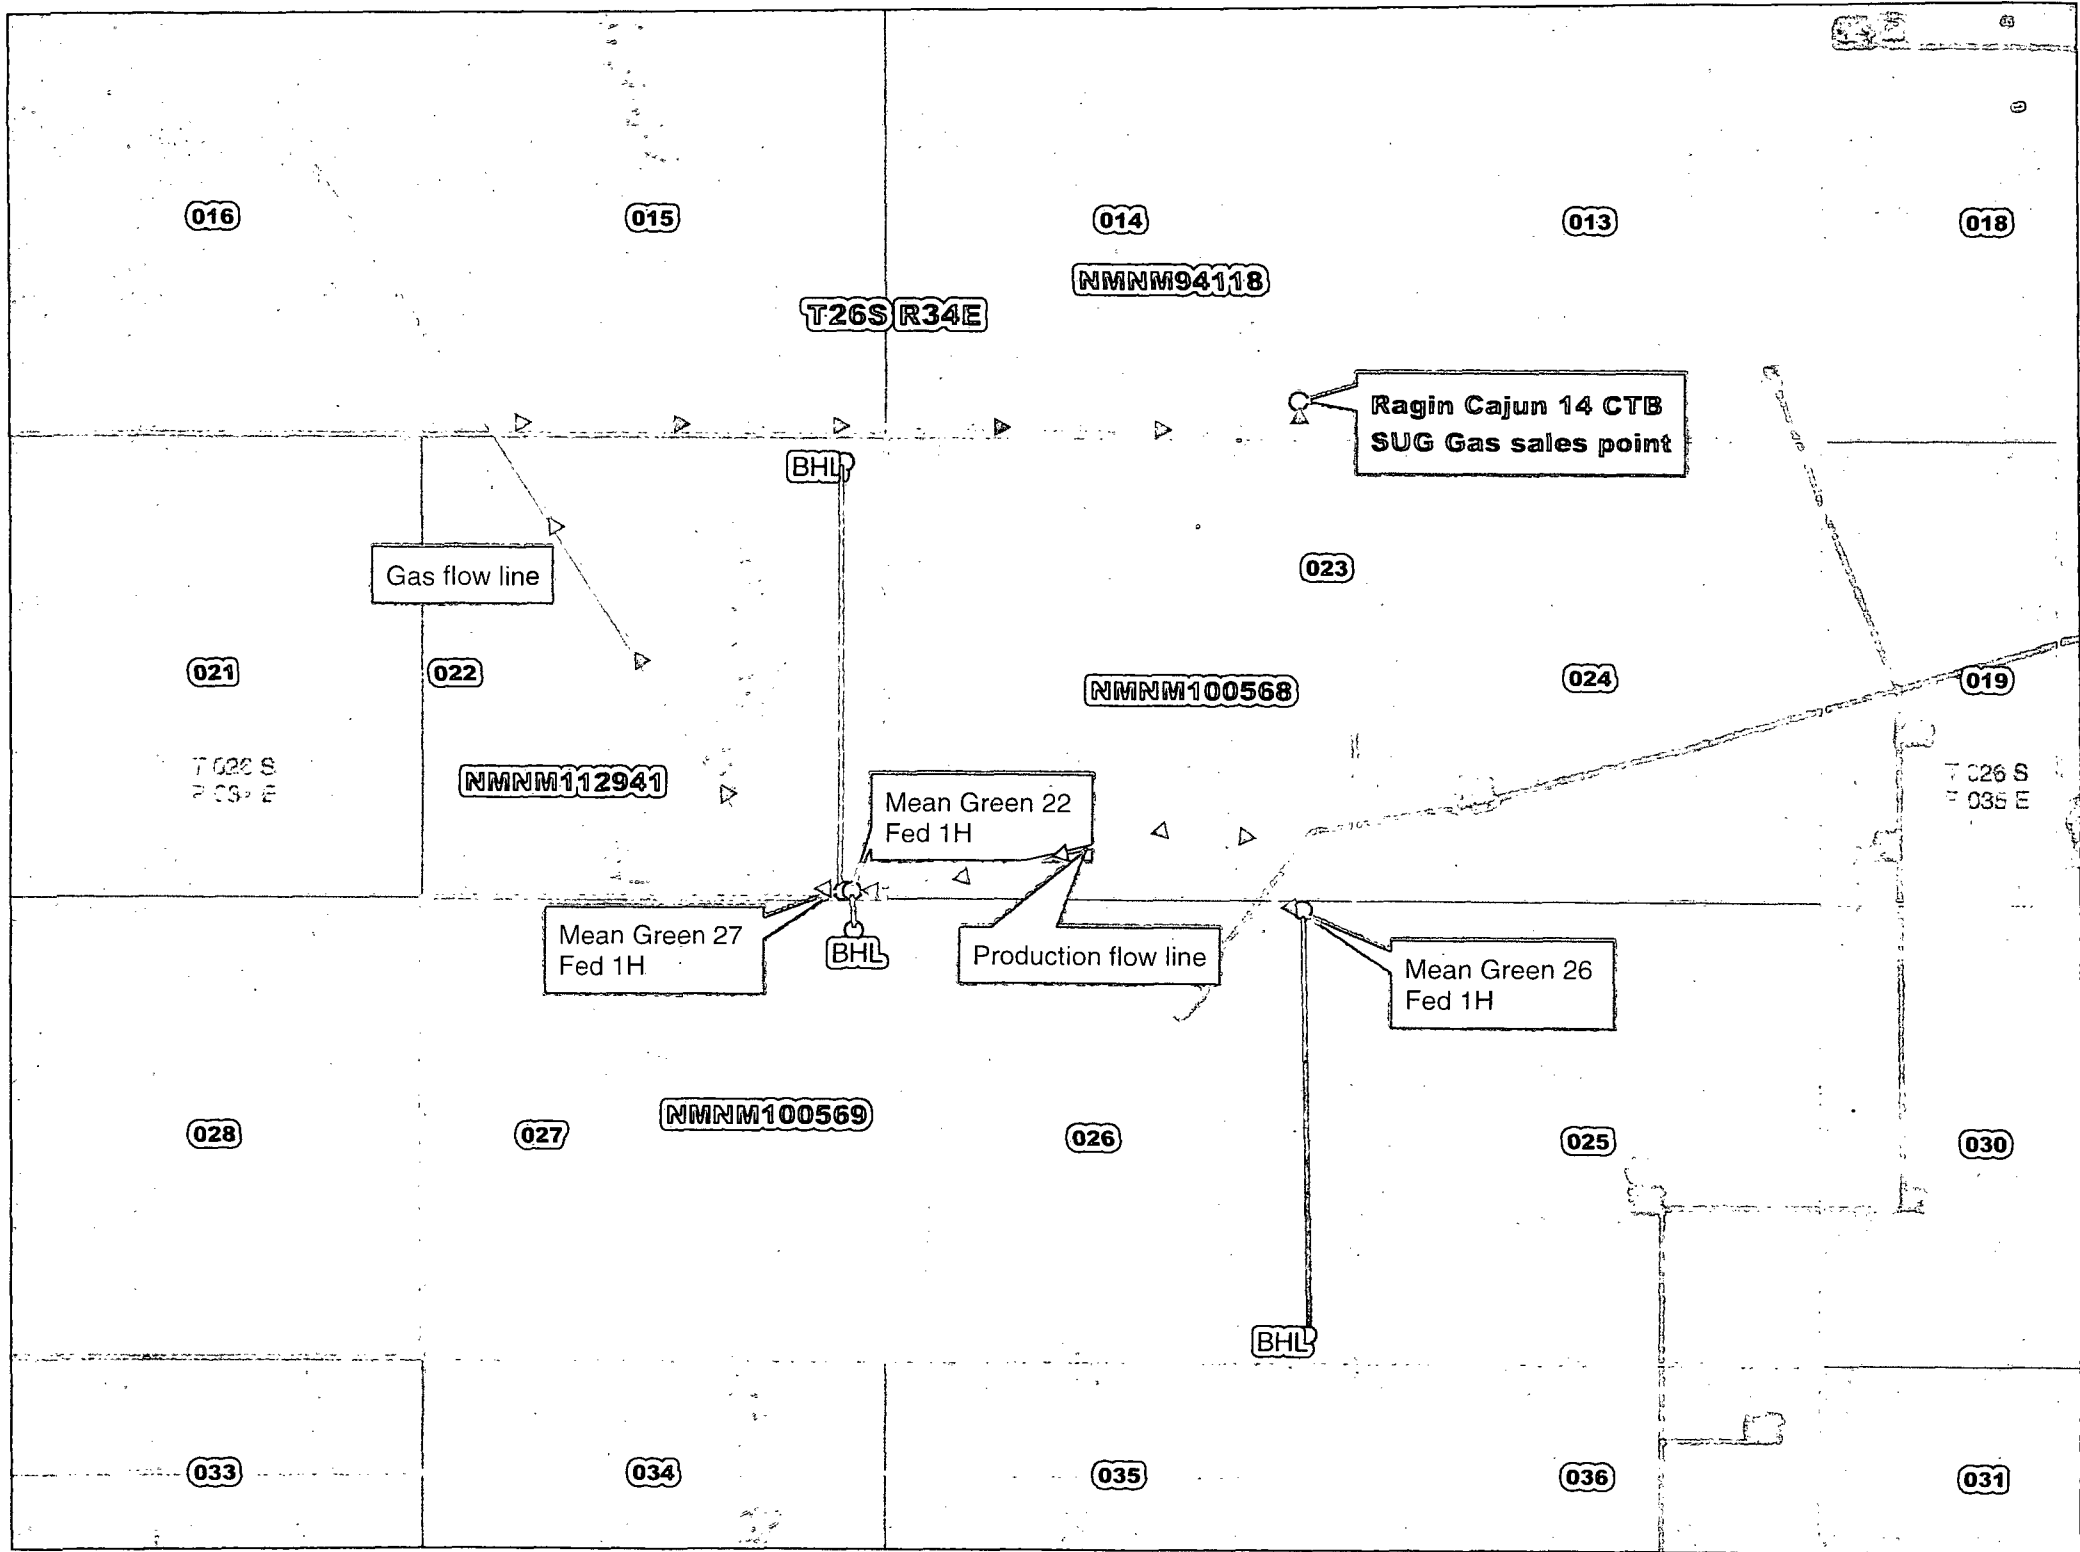 016
015
014
013
018
NMNM94118
T26S R34E
Ragin Cajun 14 CTB
SUG Gas sales point
BHL
Gas flow line
023
021
022
024
019
NMNM100568
NMNM112941
T 026 S
Mean Green 22
Fed 1H
026 S
036 E
Mean Green 27
Fed 1H
BHL
Production flow line
Mean Green 26
Fed 1H
NMNM100569
028
027
026
025
030
BHL
033
034
035
036
031